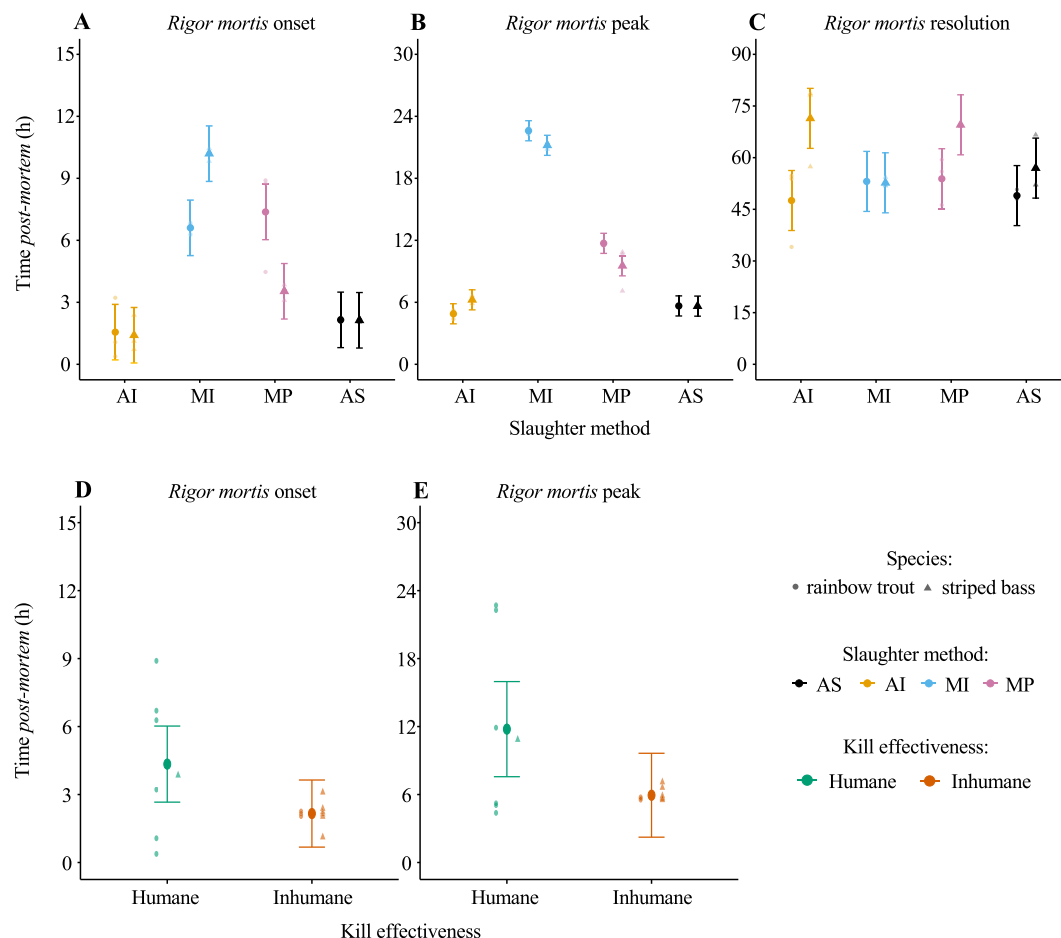 A
Rigor mortis onset
B
Rigor mortis peak
C
Rigor mortis resolution
Time post-mortem (h)
15
12
9
6
3
0
30
24
18
12
6
0
90
75
60
45
30
15
0
AI MI MP AS
AI MI MP AS
AI MI MP AS
Slaughter method
D
Rigor mortis onset
E
Rigor mortis peak
Time post-mortem (h)
15
12
9
6
3
0
30
24
18
12
6
0
Humane Inhumane
Humane Inhumane
Kill effectiveness
Species:
rainbow trout striped bass
Slaughter method:
AS AI MI MP
Kill effectiveness:
Humane Inhumane